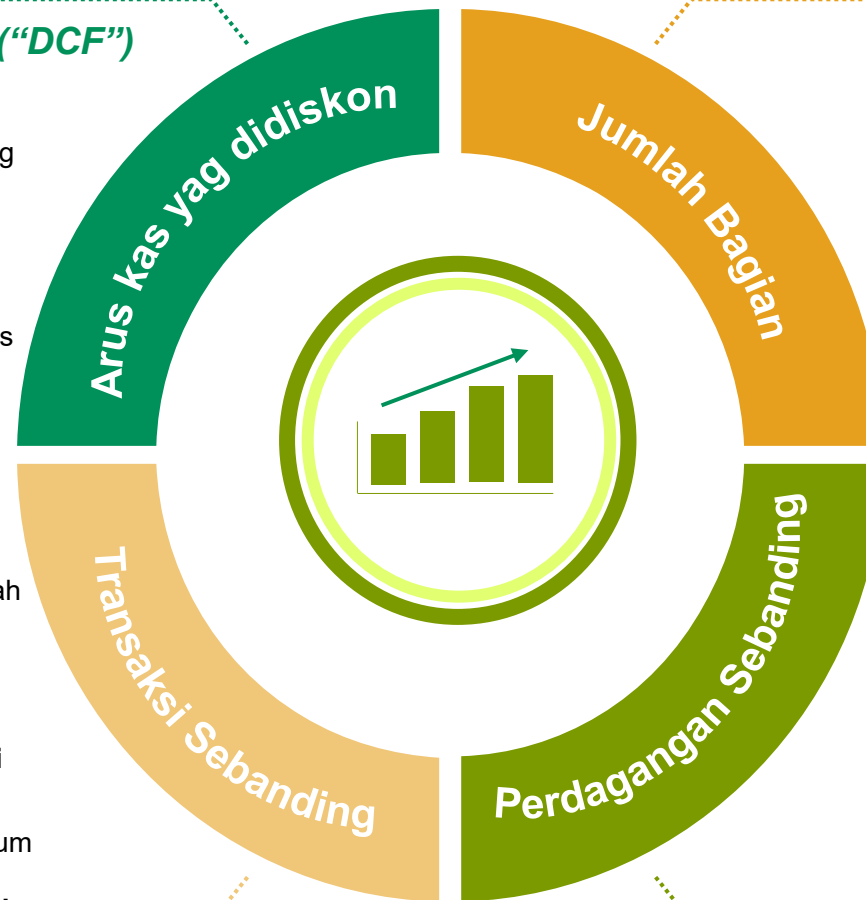 (“DCF”)
Arus kas yag didiskon
Jumlah Bagian
Transaksi Sebanding
Perdagangan Sebanding